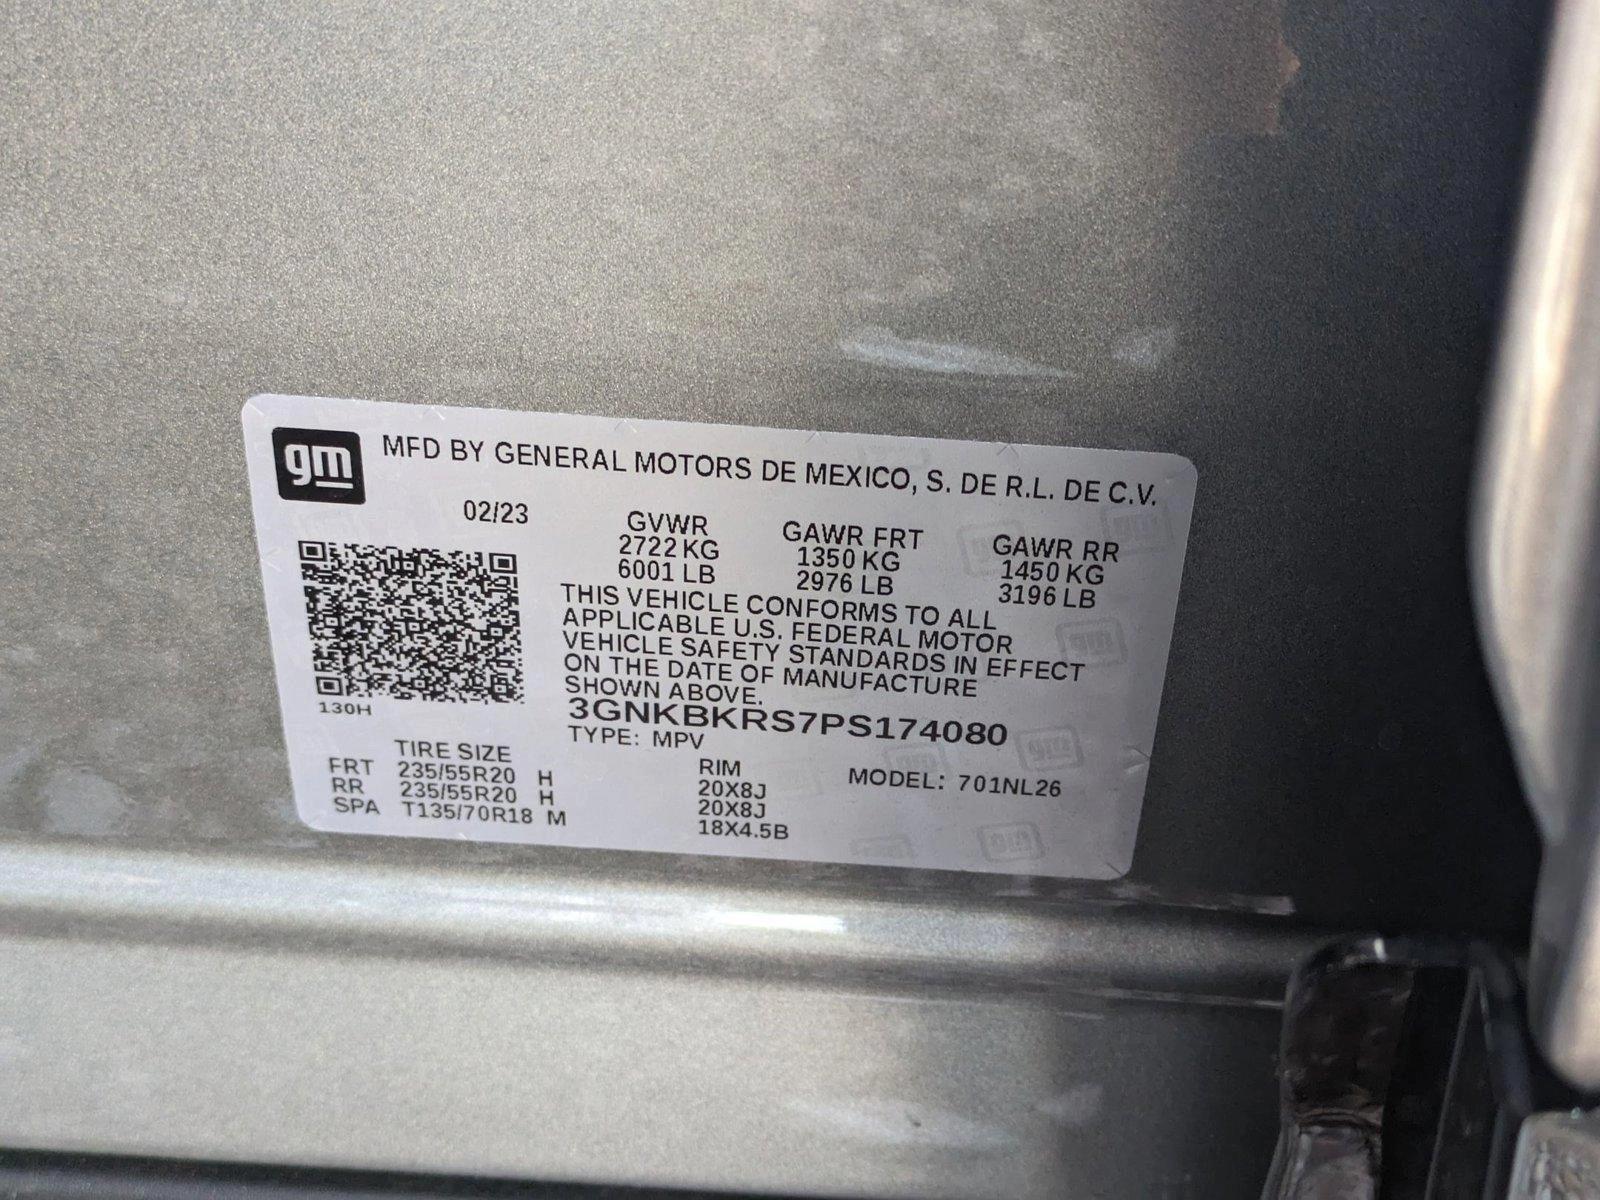 gm MFD BY GENERAL MOTORS DE MEXICO, S. DE R.L. DE C.V.
02/23
GVWR GAWR FRT GAWR RR
2722 KG 1350 KG 1450 KG
6001 LB 2976 LB 3196 LB
THIS VEHICLE CONFORMS TO ALL
APPLICABLE U.S. FEDERAL MOTOR
VEHICLE SAFETY STANDARDS IN EFFECT
ON THE DATE OF MANUFACTURE
SHOWN ABOVE.
130H
3GNKBKRS7PS174080
TYPE: MPV
MODEL: 701NL26
TIRE SIZE RIM
FRT 235/55R20 H 20X8J
RR 235/55R20 H 20X8J
SPA T135/70R18 M 18X4.5B